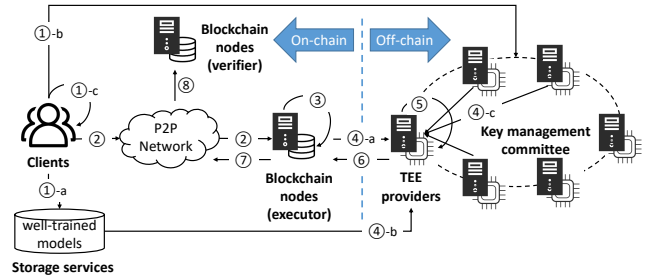 ①-b
Blockchain
nodes
(verifier)
On-chain
Off-chain
①-c
⑧
③
⑤
④-c
②
P2P
Network
②
④-a
Key management
committee
Clients
⑦
⑥
①-a
Blockchain
nodes
(executor)
TEE
providers
well-trained
models
④-b
Storage services